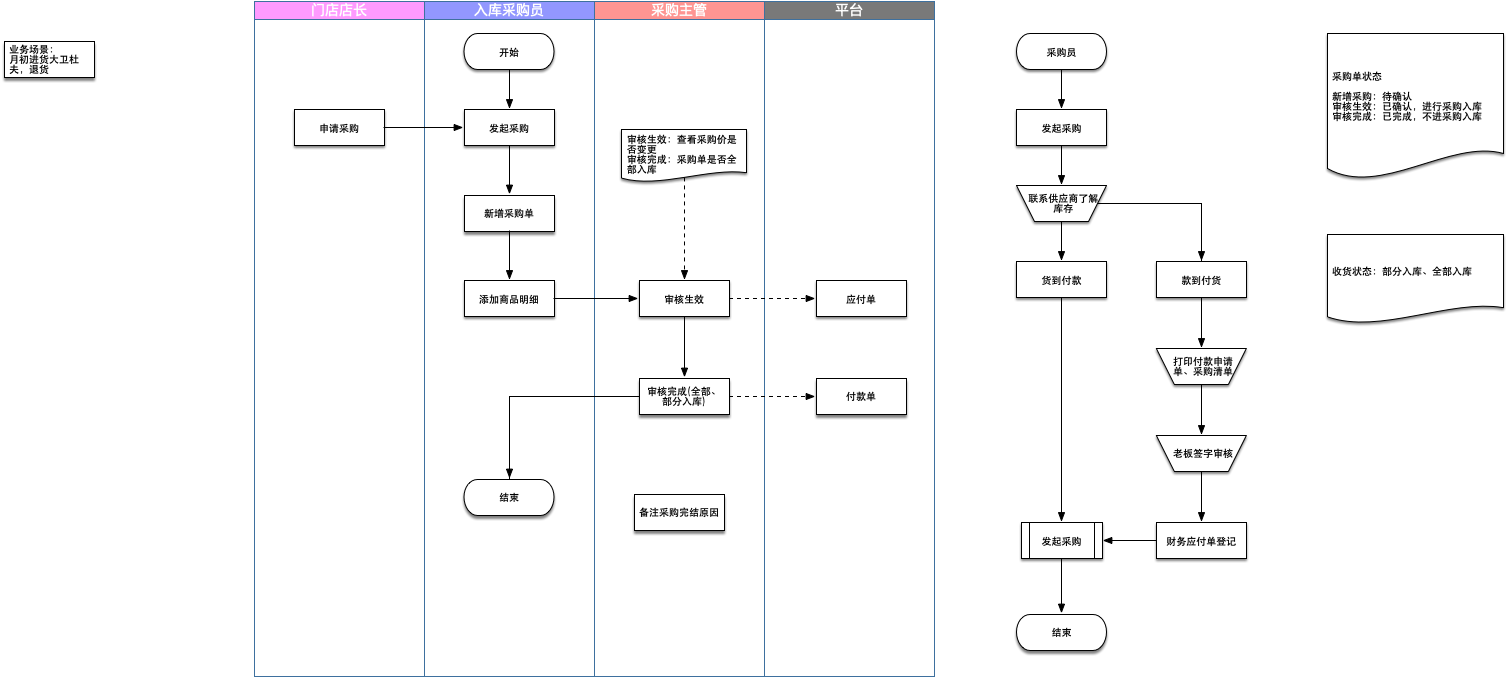 门店店长
入库采购员
采购主管
平台
业务场景：
月初进货大卫杜
夫，退货
开始
申请采购
发起采购
审核生效：查看采购价是
否变更
审核完成：采购单是否全
部入库
新增采购单
添加商品明细
审核生效
应付单
审核完成(全部、
部分入库)
付款单
结束
备注采购完结原因
采购员
发起采购
联系供应商了解
库存
货到付款
款到付货
打印付款申请
单、采购清单
老板签字审核
发起采购
财务应付单登记
结束
采购单状态
新增采购：待确认
审核生效：已确认，进行采购入库
审核完成：已完成，不进采购入库
收货状态：部分入库、全部入库